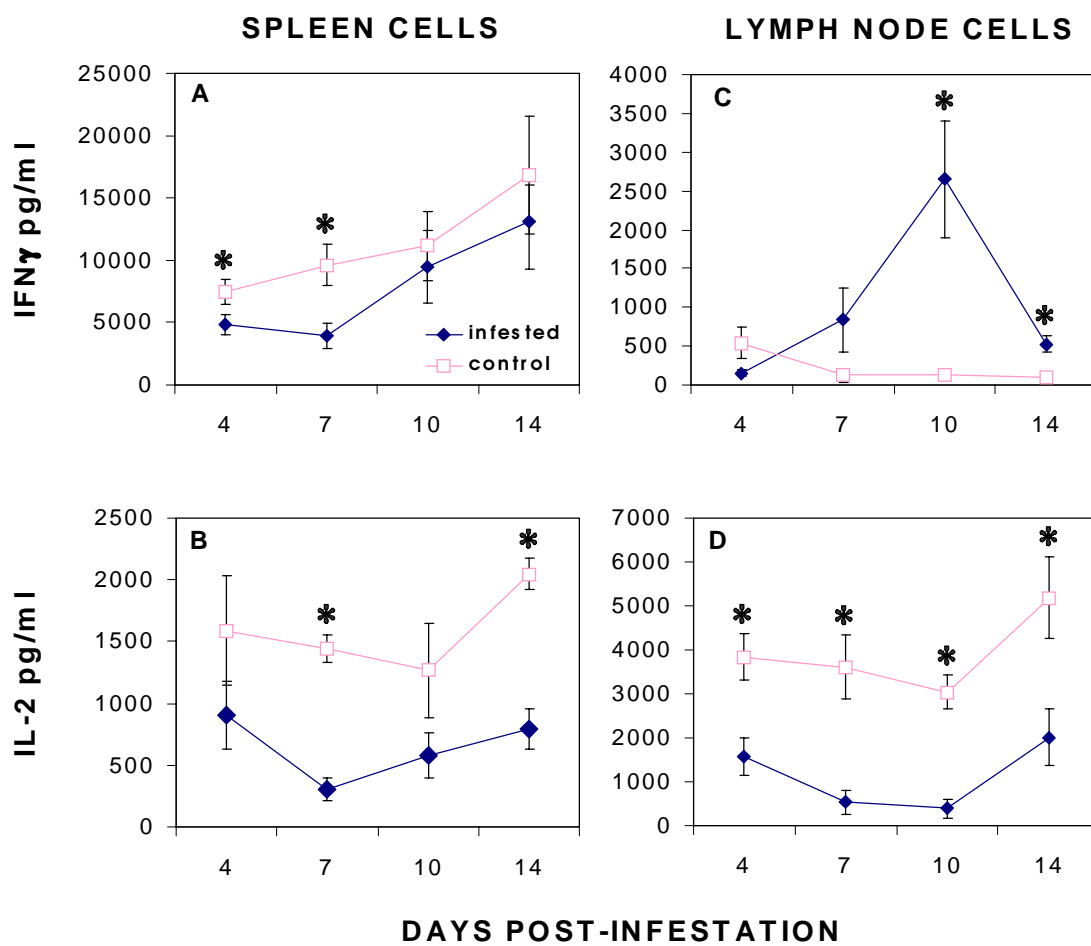 SPLEEN CELLS
LYMPH NODE CELLS
IFNγ pg/ml
A
25000
20000
15000
10000
5000
0
*
*
infested
control
4 7 10 14
C
4000
3500
3000
2500
2000
1500
1000
500
0
*
*
4 7 10 14
IL-2 pg/ml
B
2500
2000
1500
1000
500
0
*
*
4 7 10 14
D
7000
6000
5000
4000
3000
2000
1000
0
*
*
*
*
4 7 10 14
DAYS POST-INFESTATION